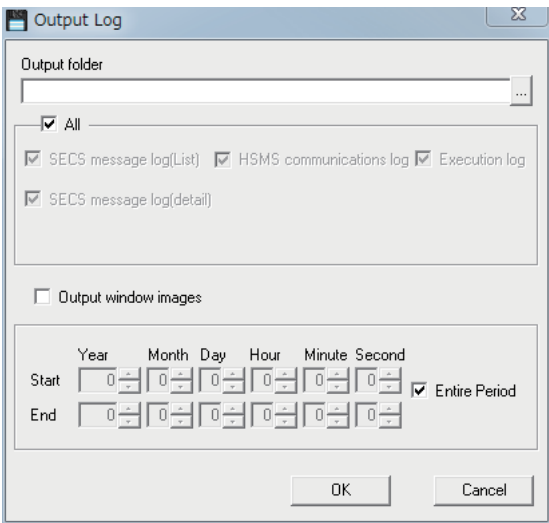 Output Log
Output folder
...
All
SECS message log(List) HSMS communications log Execution log
SECS message log(detail)
Output window images
Year Month Day Hour Minute Second
Start 0 0 0 0 0 0 Entire Period
End 0 0 0 0 0 0
OK Cancel